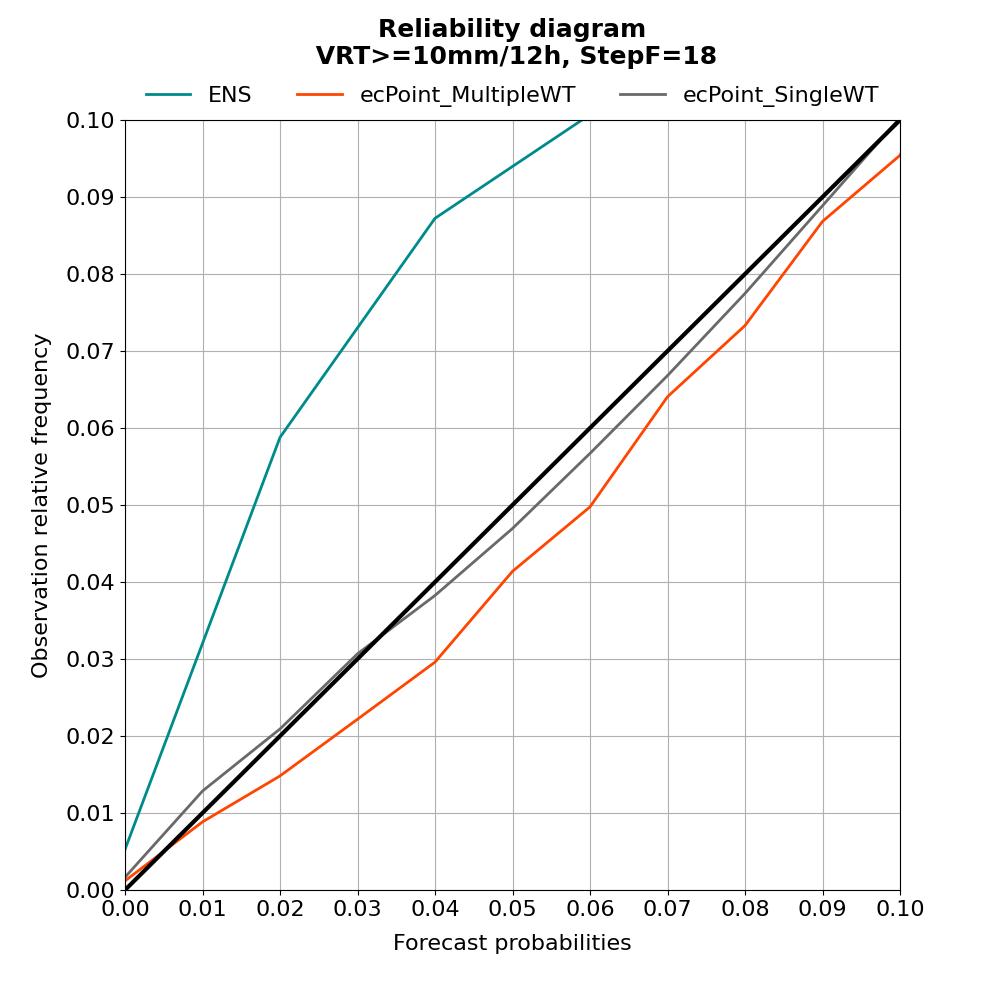 Reliability diagram
VRT>=10mm/12h, StepF=18
ENS ecPoint_MultipleWT ecPoint_SingleWT
0.10
0.09
0.08
0.07
0.06
0.05
0.04
0.03
0.02
0.01
0.00
Observation relative frequency
0.00 0.01 0.02 0.03 0.04 0.05 0.06 0.07 0.08 0.09 0.10
Forecast probabilities